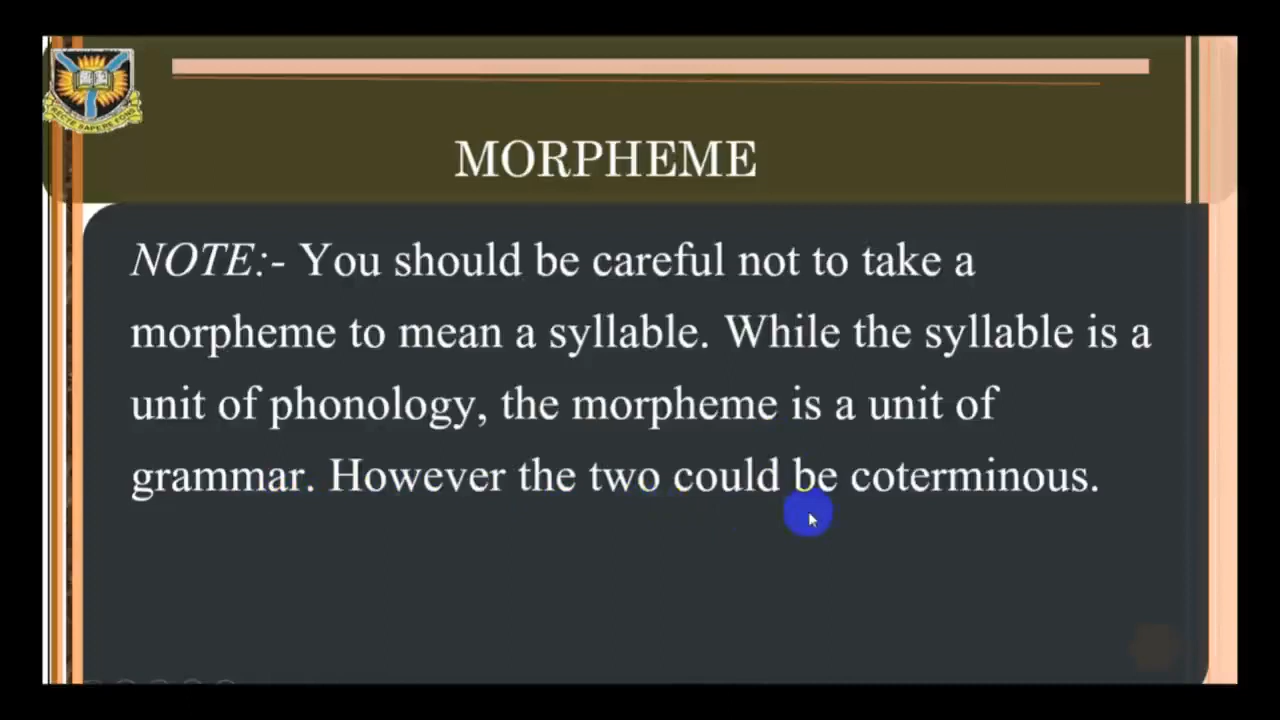 MORPHEME
NOTE:- You should be careful not to take a
morpheme to mean a syllable. While the syllable is a
unit of phonology, the morpheme is a unit of
grammar. However the two could be coterminous.